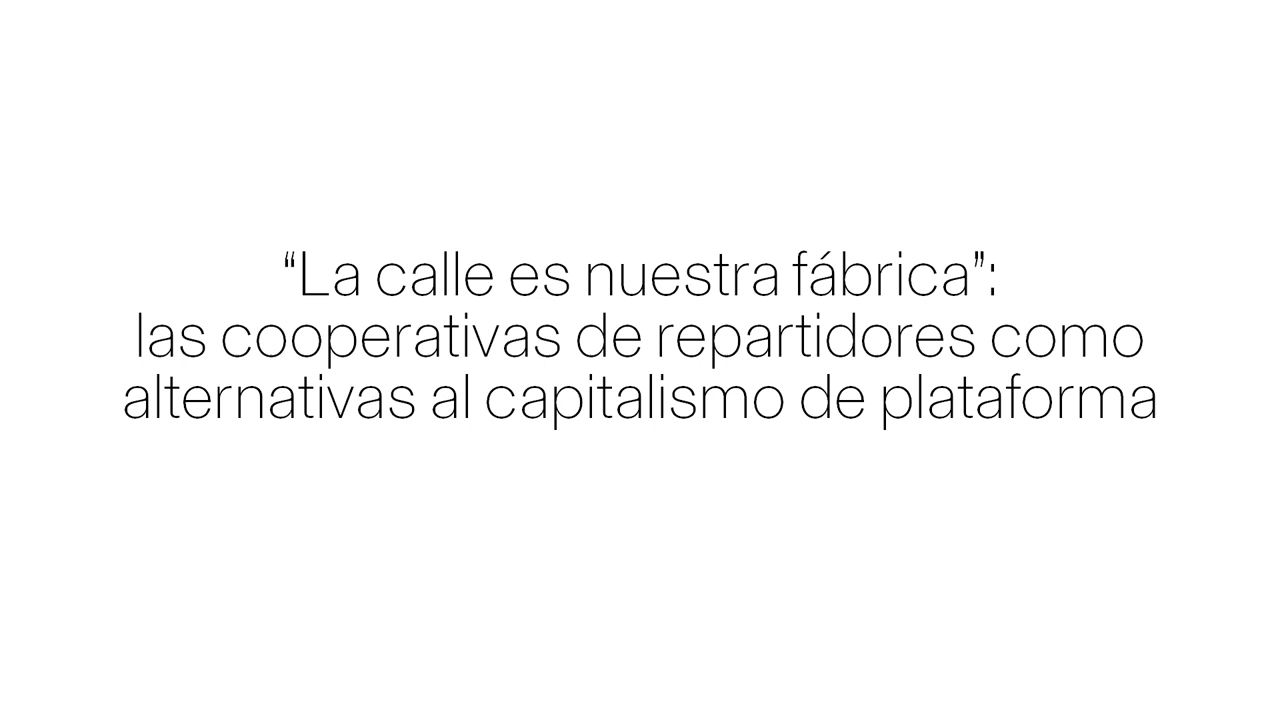 “La calle es nuestra fábrica”:
las cooperativas de repartidores como
alternativas al capitalismo de plataforma